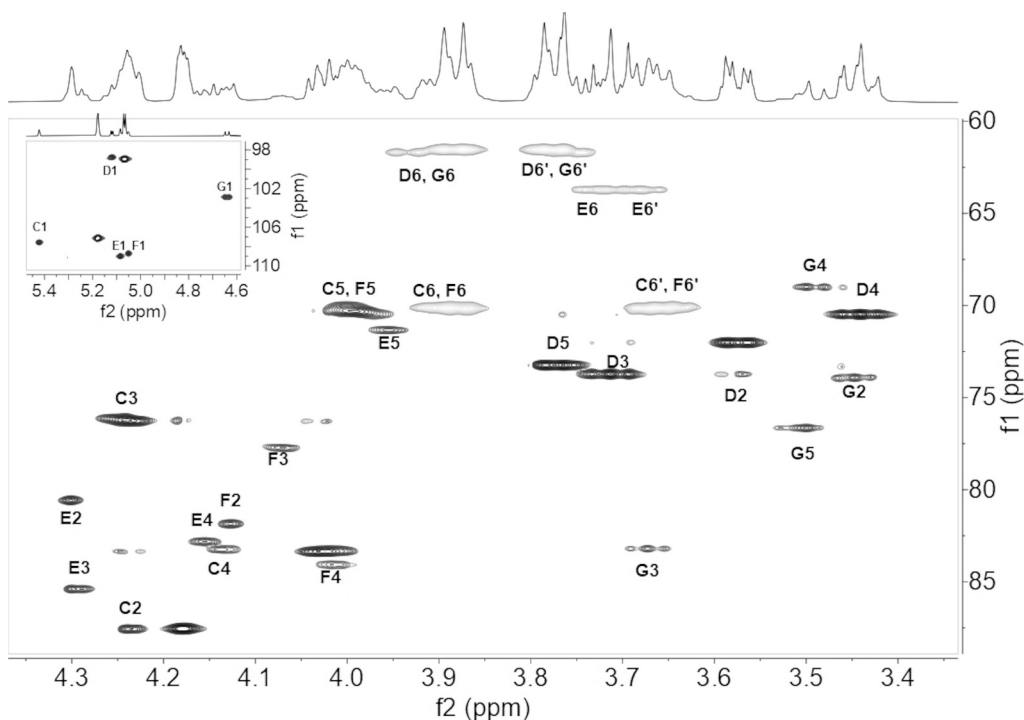 60
98
D1
G1
102
C1
106
E1 F1
110
f1 (ppm)
5.4 5.2 5.0 4.8 4.6
f2 (ppm)
D6, G6
D6', G6'
E6 E6'
65
G4
C5, F5
C6, F6
C6', F6'
D4
70
E5
D5
D3
D2
G2
75
C3
F3
G5
f1 (ppm)
80
E2
F2
E4
C4
G3
E3
F4
85
C2
4.3 4.2 4.1 4.0 3.9 3.8 3.7 3.6 3.5 3.4
f2 (ppm)